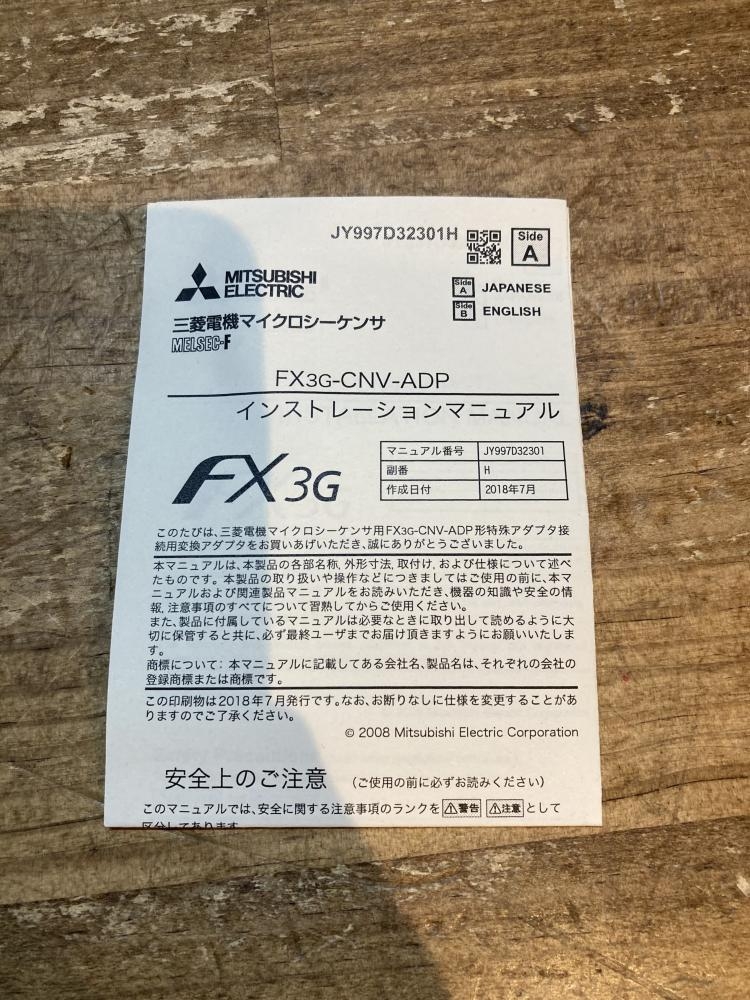 JY997D32301H
Side A
MITSUBISHI
ELECTRIC
Side A JAPANESE
Side B ENGLISH
三菱電機マイクロシーケンサ
MELSEC-F
FX3G-CNV-ADP
インストレーションマニュアル
FX3G
マニュアル番号 JY997D32301
副番 H
作成日付 2018年7月
このたびは、三菱電機マイクロシーケンサ用FX3G-CNV-ADP形特殊アダプタ接
続用変換アダプタをお買いあげいただき、誠にありがとうございました。
本マニュアルは、本製品の各部名称, 外形寸法, 取付け, および仕様について述べ
たものです。本製品の取り扱いや操作などにつきましてはご使用の前に、本マ
ニュアルおよび関連製品マニュアルをお読みいただき、機器の知識や安全の情
報, 注意事項のすべてについて習熟してからご使用ください。
また、製品に付属しているマニュアルは必要なときに取り出して読めるように大
切に保管すると共に、必ず最終ユーザまでお届け頂きますようにお願いいたしま
す。
商標について: 本マニュアルに記載してある会社名、製品名は、それぞれの会社の
登録商標または商標です。
この印刷物は2018年7月発行です。なお、お断りなしに仕様を変更することがあ
りますのでご了承ください。
© 2008 Mitsubishi Electric Corporation
安全上のご注意 (ご使用の前に必ずお読みください)
このマニュアルでは、安全に関する注意事項のランクを ⚠警告 ⚠注意 として
区分してあります